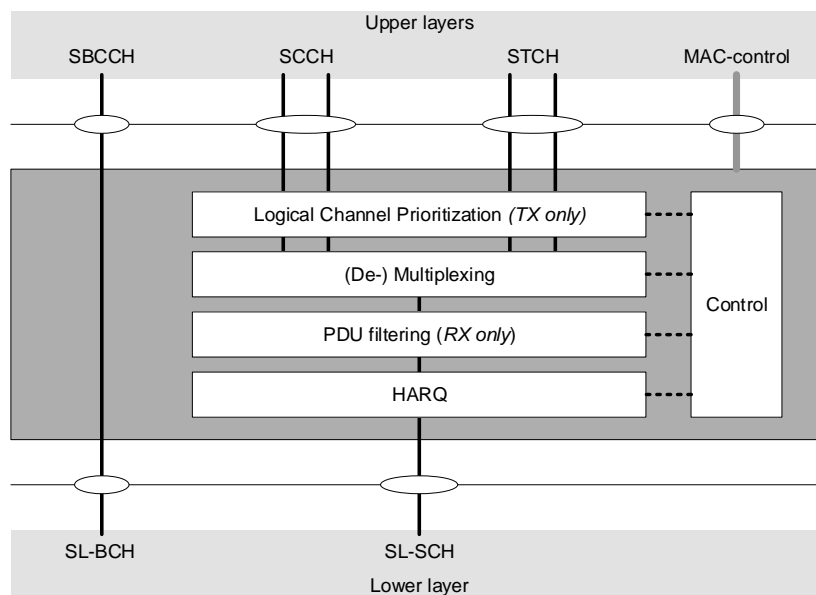 Upper layers
SBCCH SCCH STCH MAC-control
Logical Channel Prioritization (TX only)
(De-) Multiplexing
Control
PDU filtering (RX only)
HARQ
SL-BCH SL-SCH
Lower layer